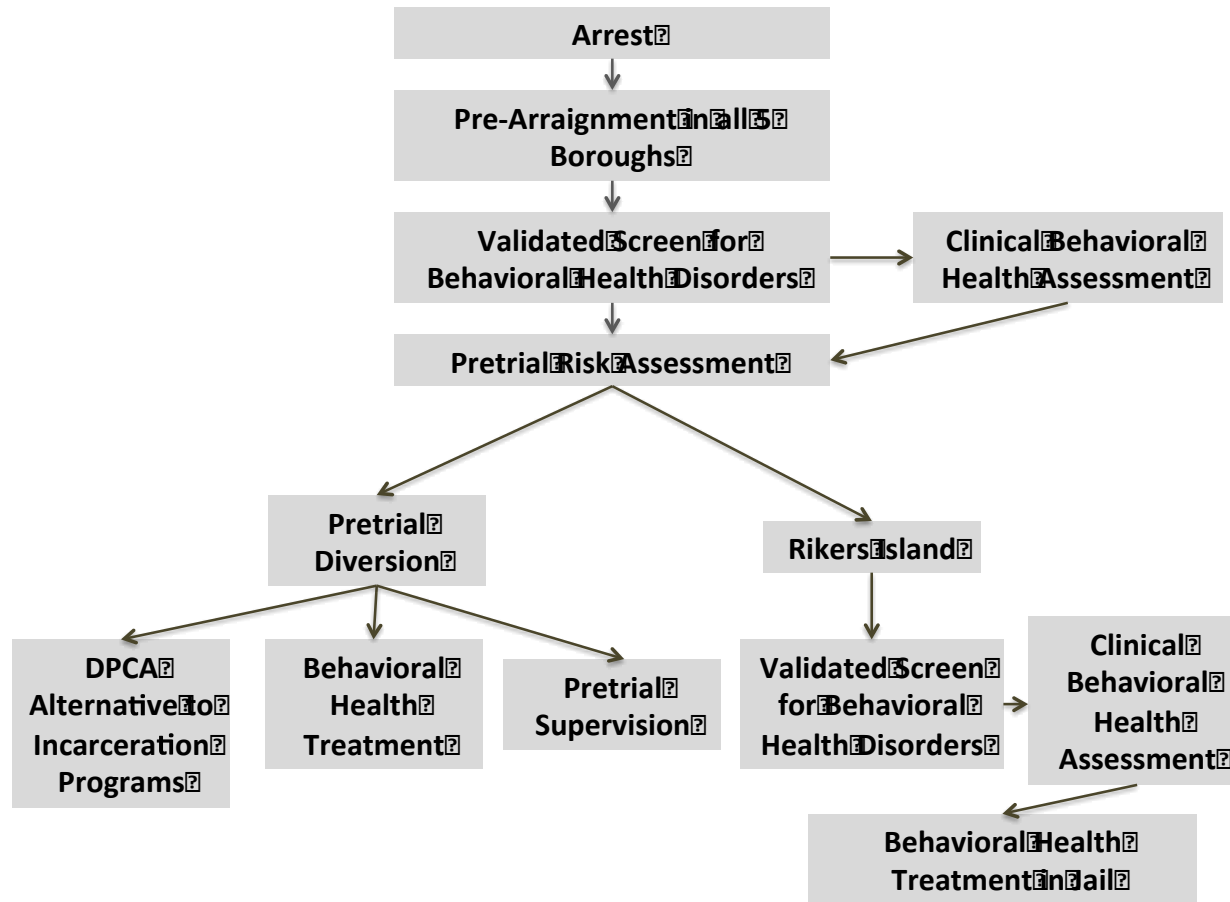 Arrest
Pre-Arraignment in all 5
Boroughs
Validated Screen for
Behavioral Health Disorders
Clinical Behavioral
Health Assessment
Pretrial Risk Assessment
Pretrial
Diversion
Rikers Island
DPCA
Alternative to
Incarceration
Programs
Behavioral
Health
Treatment
Pretrial
Supervision
Validated Screen
for Behavioral
Health Disorders
Clinical
Behavioral
Health
Assessment
Behavioral Health
Treatment in Jail